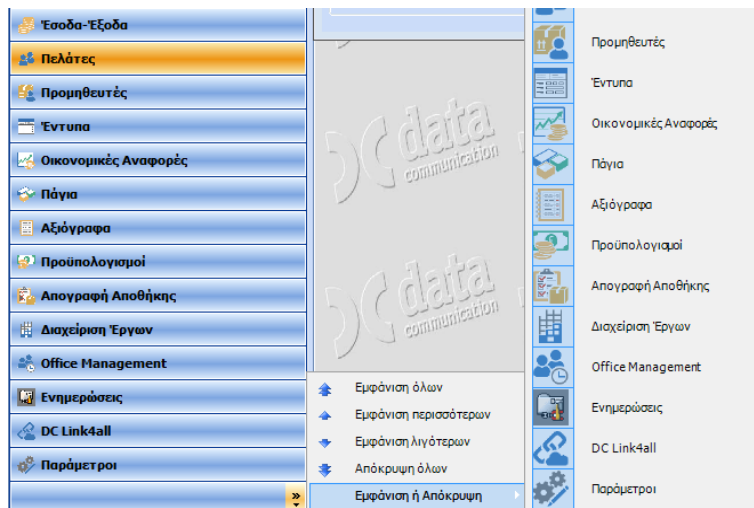 Έσοδα-Έξοδα
Πελάτες
Προμηθευτές
Έντυπα
Οικονομικές Αναφορές
Πάγια
Αξιόγραφα
Προϋπολογισμοί
Απογραφή Αποθήκης
Διαχείριση Έργων
Office Management
Ενημερώσεις
DC Link4all
Παράμετροι
data
communication
data
communication
Εμφάνιση όλων
Εμφάνιση περισσότερων
Εμφάνιση λιγότερων
Απόκρυψη όλων
Εμφάνιση ή Απόκρυψη
Προμηθευτές
Έντυπα
Οικονομικές Αναφορές
Πάγια
Αξιόγραφα
Προϋπολογισμοί
Απογραφή Αποθήκης
Διαχείριση Έργων
Office Management
Ενημερώσεις
DC Link4all
Παράμετροι